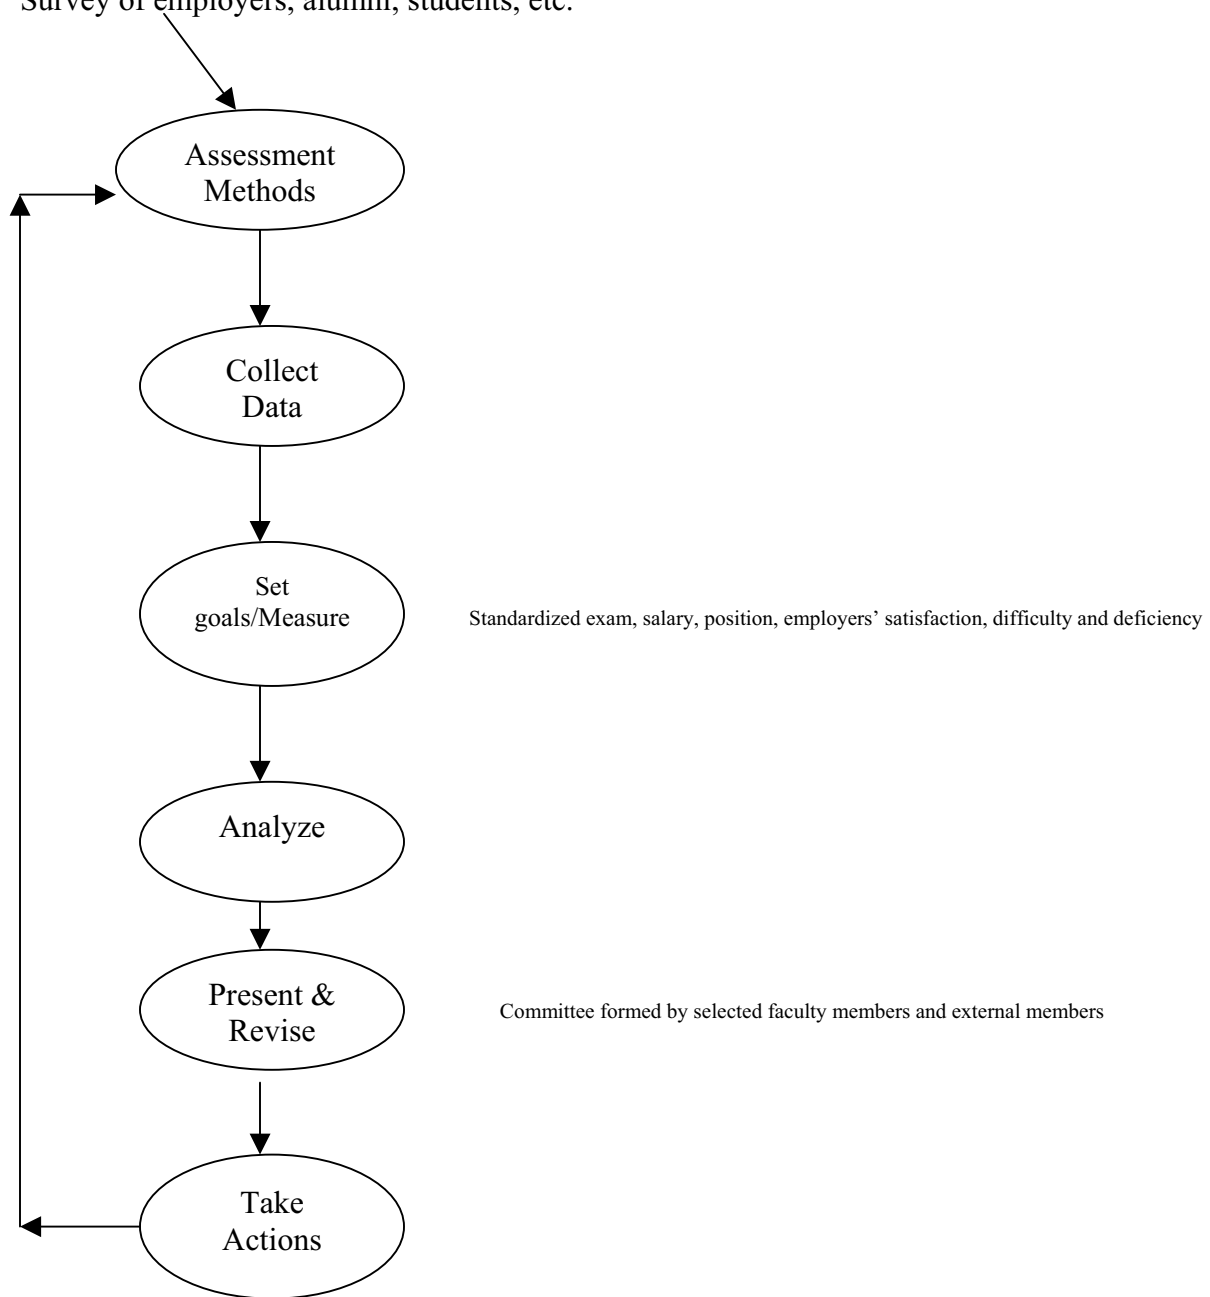 Survey of employers, alumni, students, etc.
Assessment
Methods
Collect
Data
Set
goals/Measure
Standardized exam, salary, position, employers’ satisfaction, difficulty and deficiency
Analyze
Present &
Revise
Committee formed by selected faculty members and external members
Take
Actions